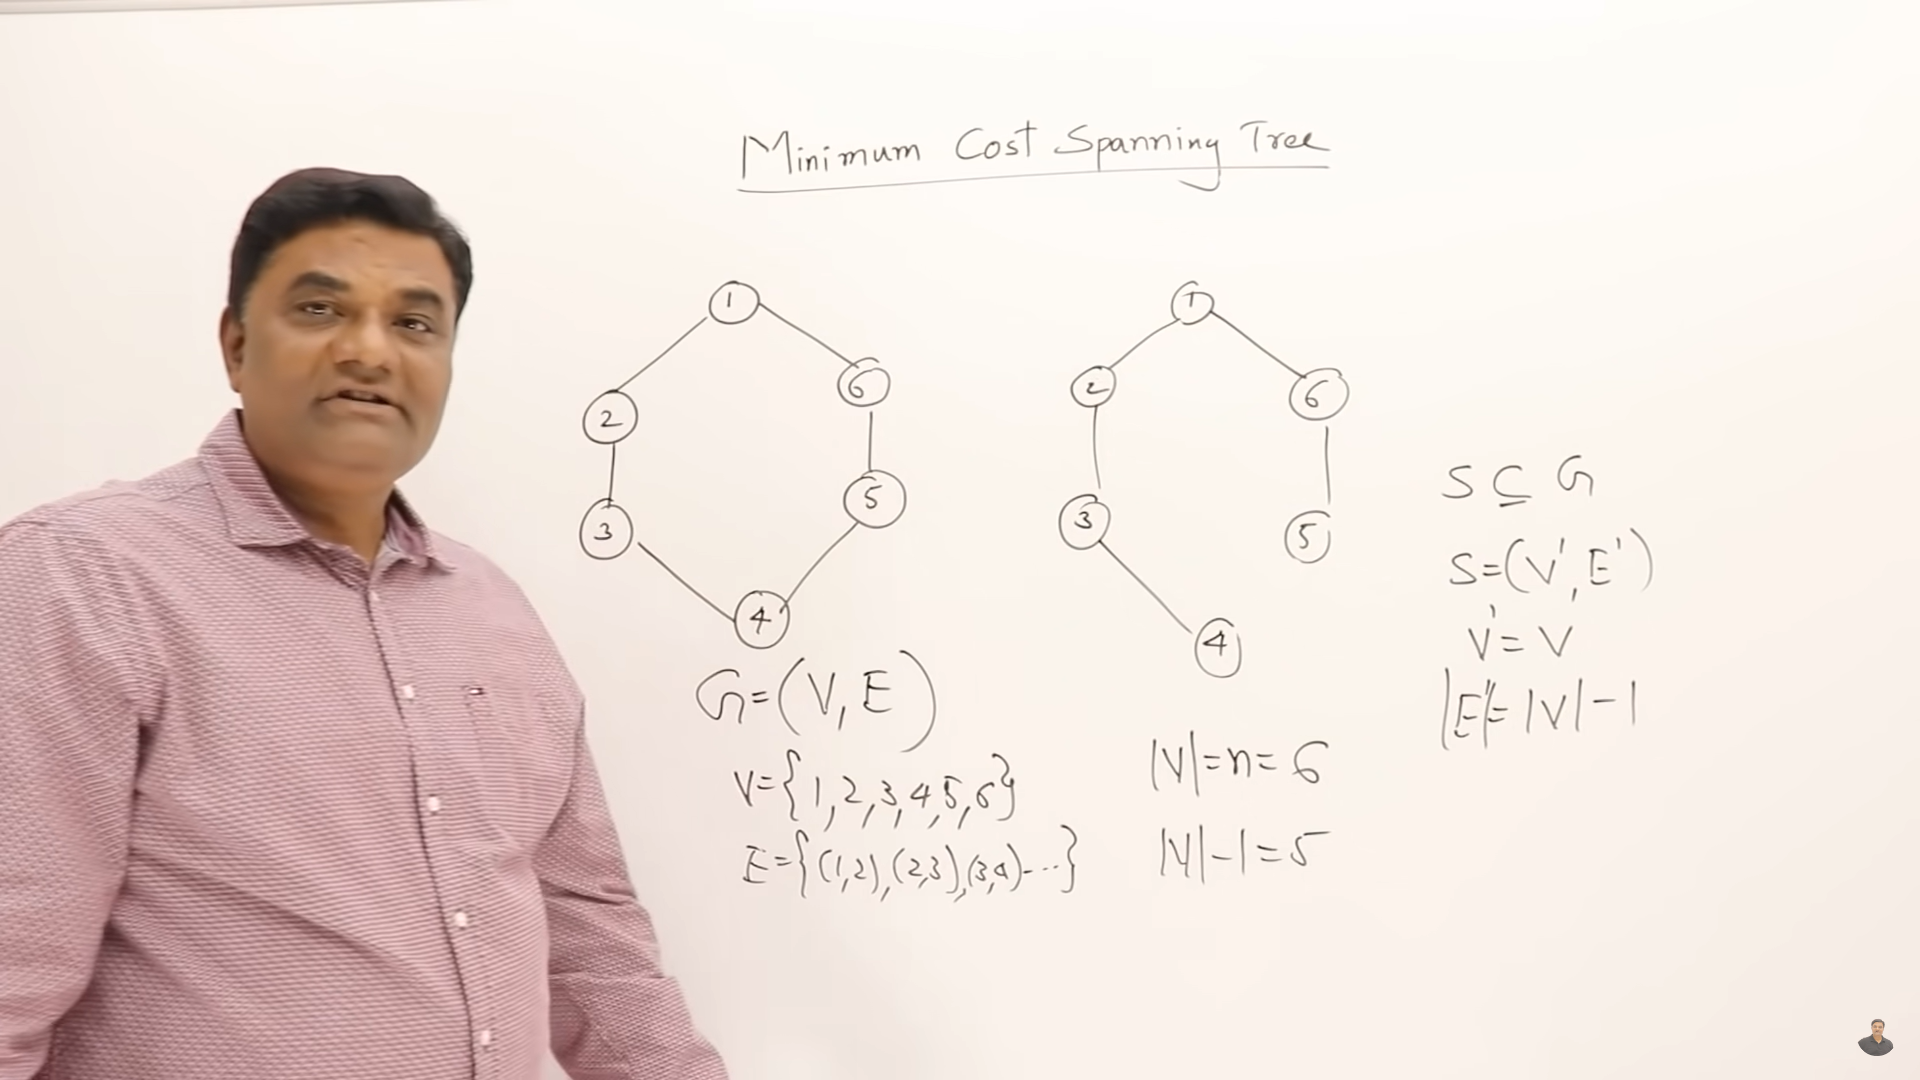 Minimum Cost Spanning Tree
1
2
6
3
5
4
G=(V,E)
V={1,2,3,4,5,6}
E={(1,2),(2,3),(3,4)---}
1
2
6
3
5
4
|V|=n=6
|V|-1=5
S⊆G
S=(V',E')
V'=V
|E'|=|V|-1